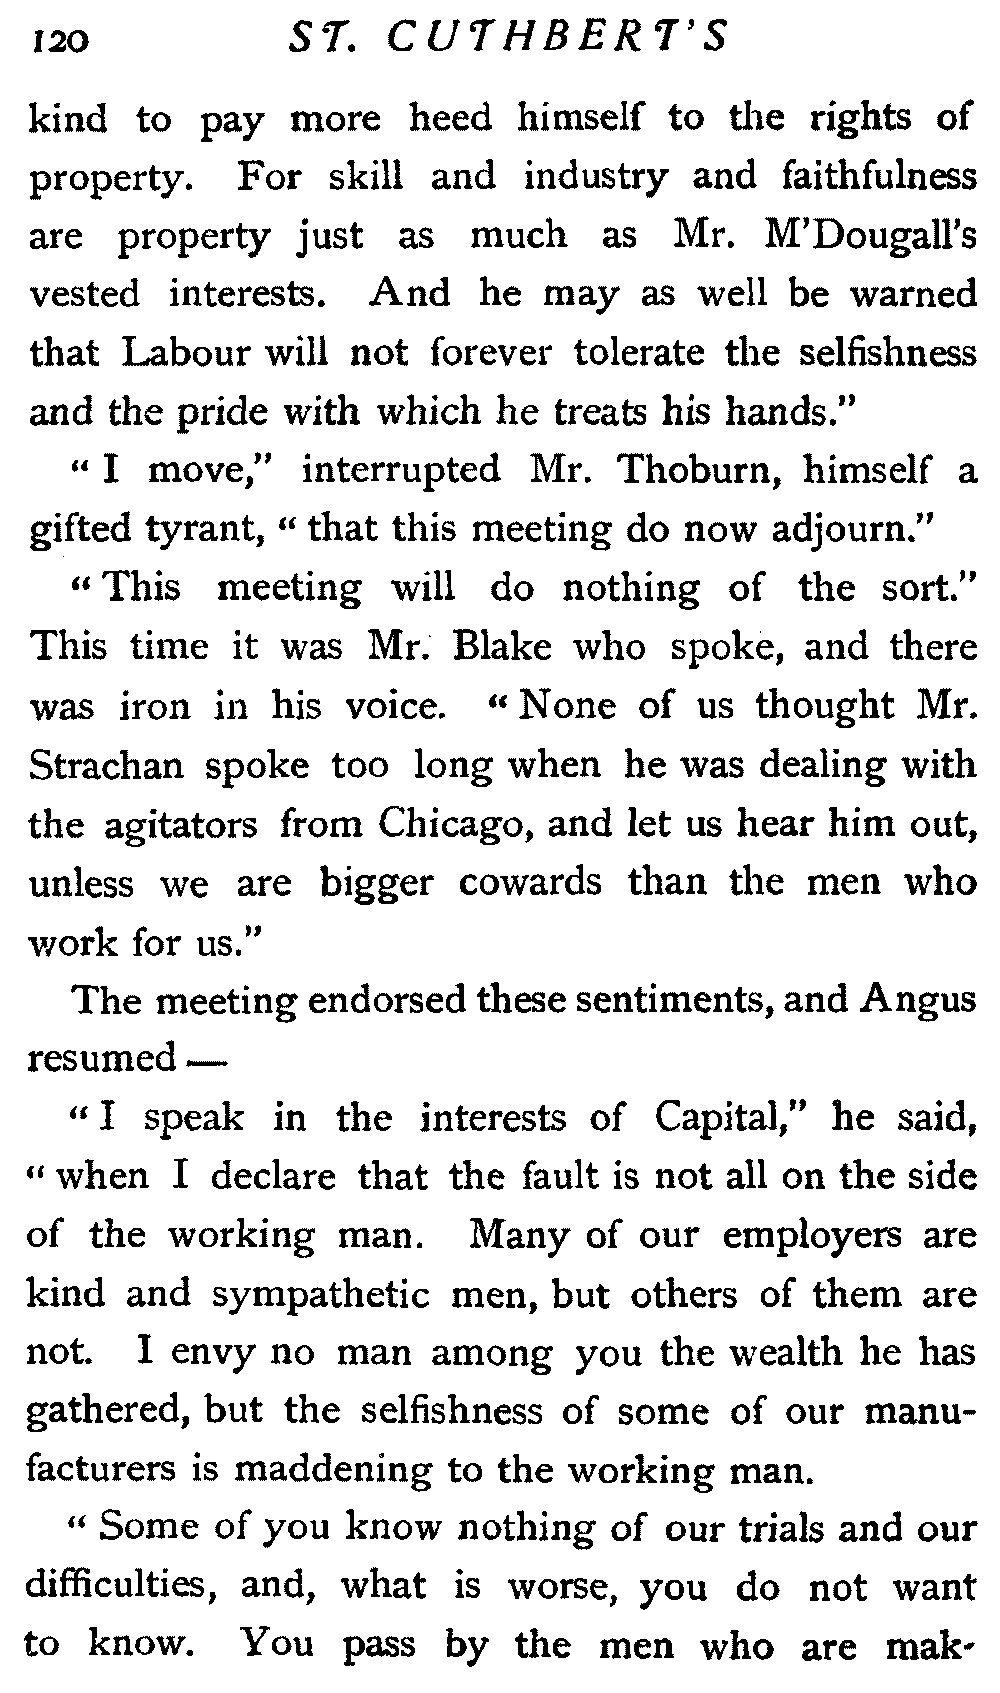 120 ST. CUTHBERT'S
kind to pay more heed himself to the rights of
property. For skill and industry and faithfulness
are property just as much as Mr. M'Dougall's
vested interests. And he may as well be warned
that Labour will not forever tolerate the selfishness
and the pride with which he treats his hands."
" I move," interrupted Mr. Thoburn, himself a
gifted tyrant, " that this meeting do now adjourn."
" This meeting will do nothing of the sort."
This time it was Mr. Blake who spoke, and there
was iron in his voice. " None of us thought Mr.
Strachan spoke too long when he was dealing with
the agitators from Chicago, and let us hear him out,
unless we are bigger cowards than the men who
work for us."
The meeting endorsed these sentiments, and Angus
resumed —
" I speak in the interests of Capital," he said,
" when I declare that the fault is not all on the side
of the working man. Many of our employers are
kind and sympathetic men, but others of them are
not. I envy no man among you the wealth he has
gathered, but the selfishness of some of our manu-
facturers is maddening to the working man.
" Some of you know nothing of our trials and our
difficulties, and, what is worse, you do not want
to know. You pass by the men who are mak-